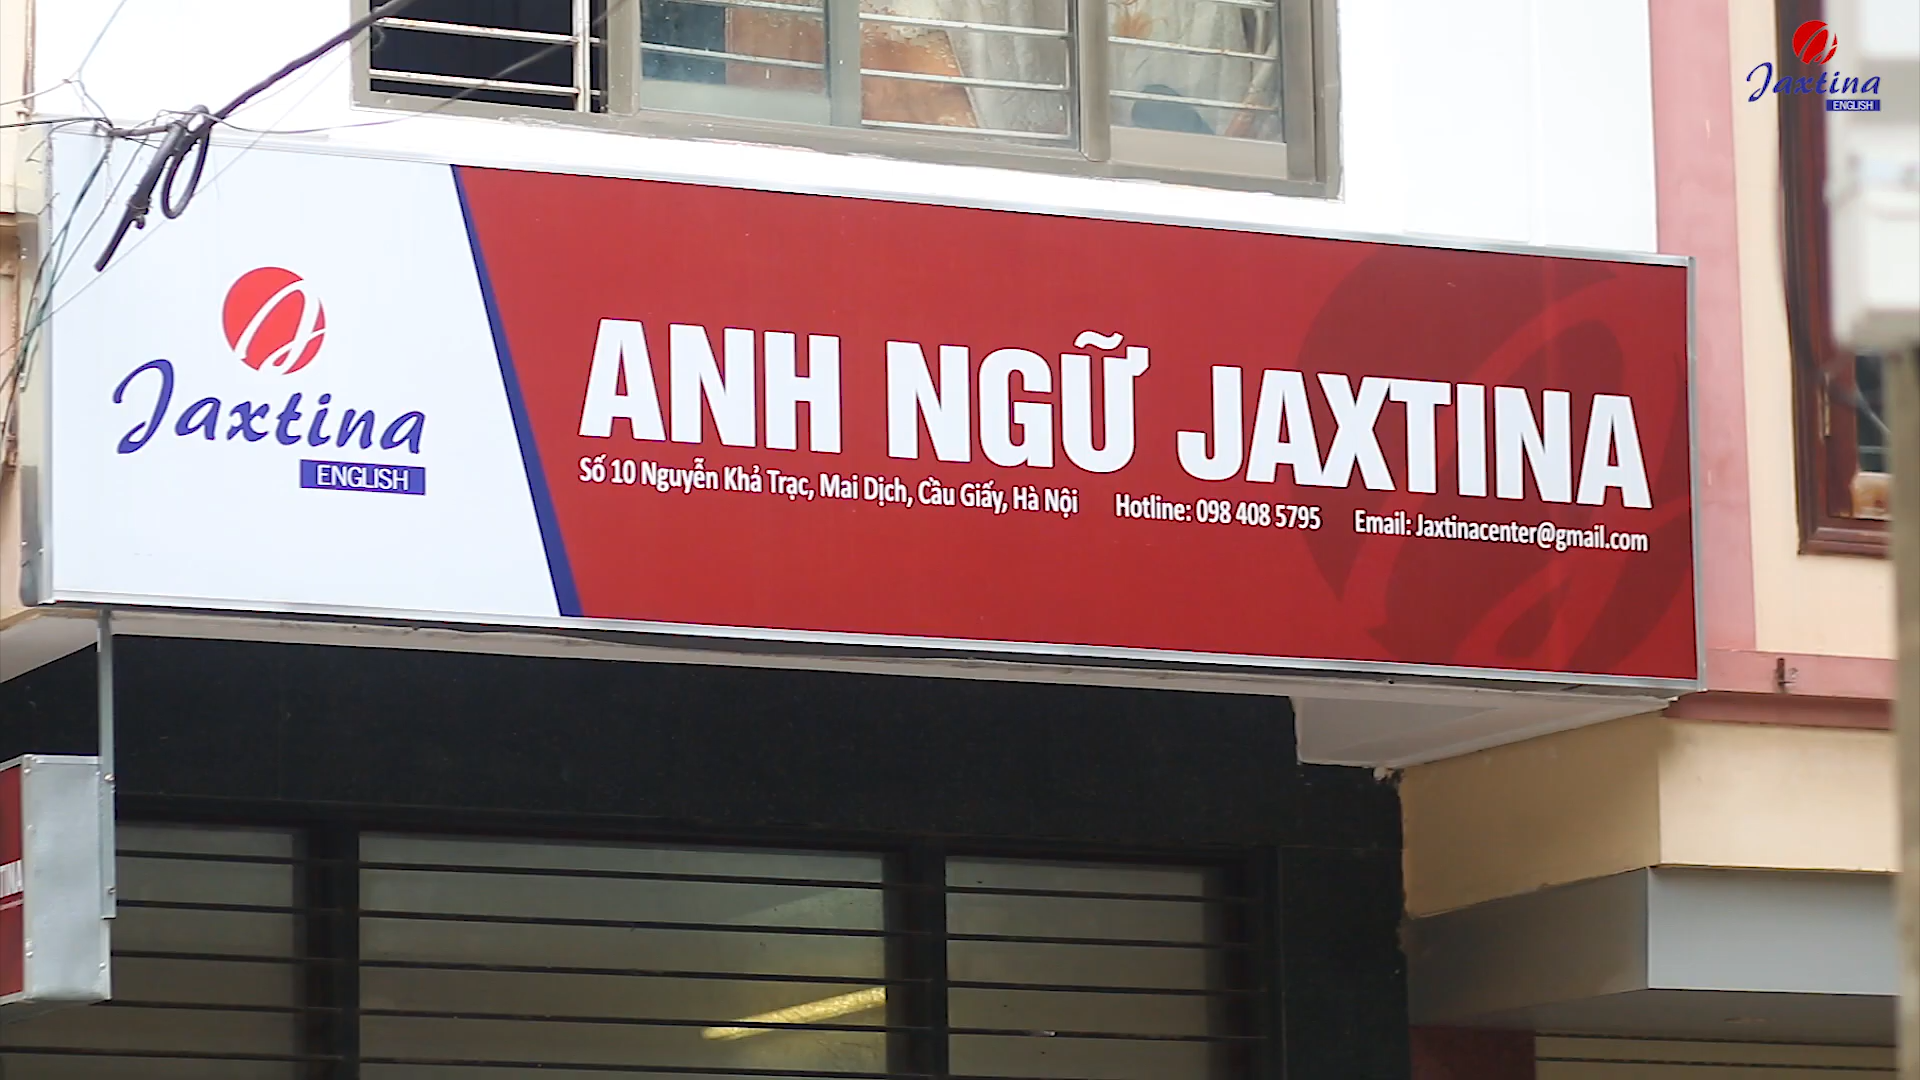 Jaxtina
ENGLISH
Jaxtina
ENGLISH
ANH NGỮ JAXTINA
Số 10 Nguyễn Khả Trạc, Mai Dịch, Cầu Giấy, Hà Nội Hotline: 098 408 5795 Email: Jaxtinacenter@gmail.com